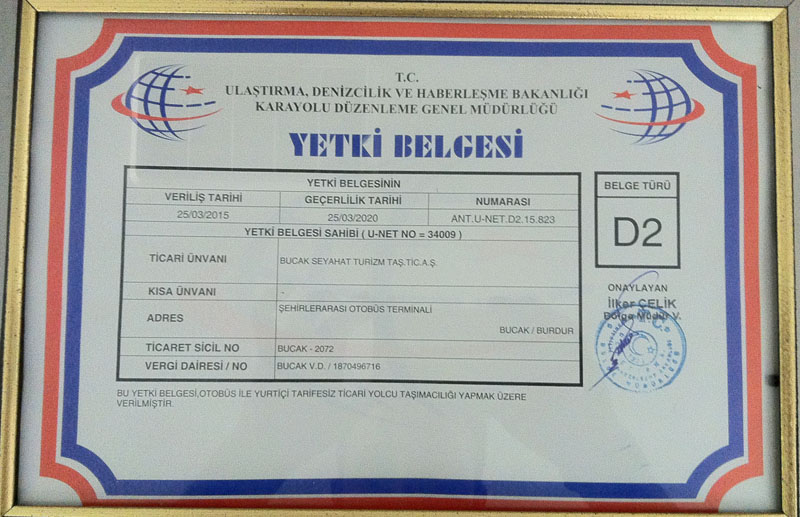 T.C.
ULAŞTIRMA, DENİZCİLİK VE HABERLEŞME BAKANLIĞI
KARAYOLU DÜZENLEME GENEL MÜDÜRLÜĞÜ
YETKİ BELGESİ
YETKİ BELGESİNİN
VERİLİŞ TARİHİ GEÇERLİLİK TARİHİ NUMARASI
25/03/2015 25/03/2020 ANT.U-NET.D2.15.823
YETKİ BELGESİ SAHİBİ ( U-NET NO = 34009 )
TİCARİ ÜNVANI BUCAK SEYAHAT TURİZM TAŞ.TİC.A.Ş.
KISA ÜNVANI -
ADRES ŞEHİRLERARASI OTOBÜS TERMİNALİ
BUCAK / BURDUR
TİCARET SİCİL NO BUCAK - 2072
VERGİ DAİRESİ / NO BUCAK V.D. / 1870496716
BELGE TÜRÜ
D2
ONAYLAYAN
İlker ÇELİK
Bölge Müdür V.
T.C.
BU YETKİ BELGESİ,OTOBÜS İLE YURTİÇİ TARİFESİZ TİCARİ YOLCU TAŞIMACILIĞI YAPMAK ÜZERE
VERİLMİŞTİR.